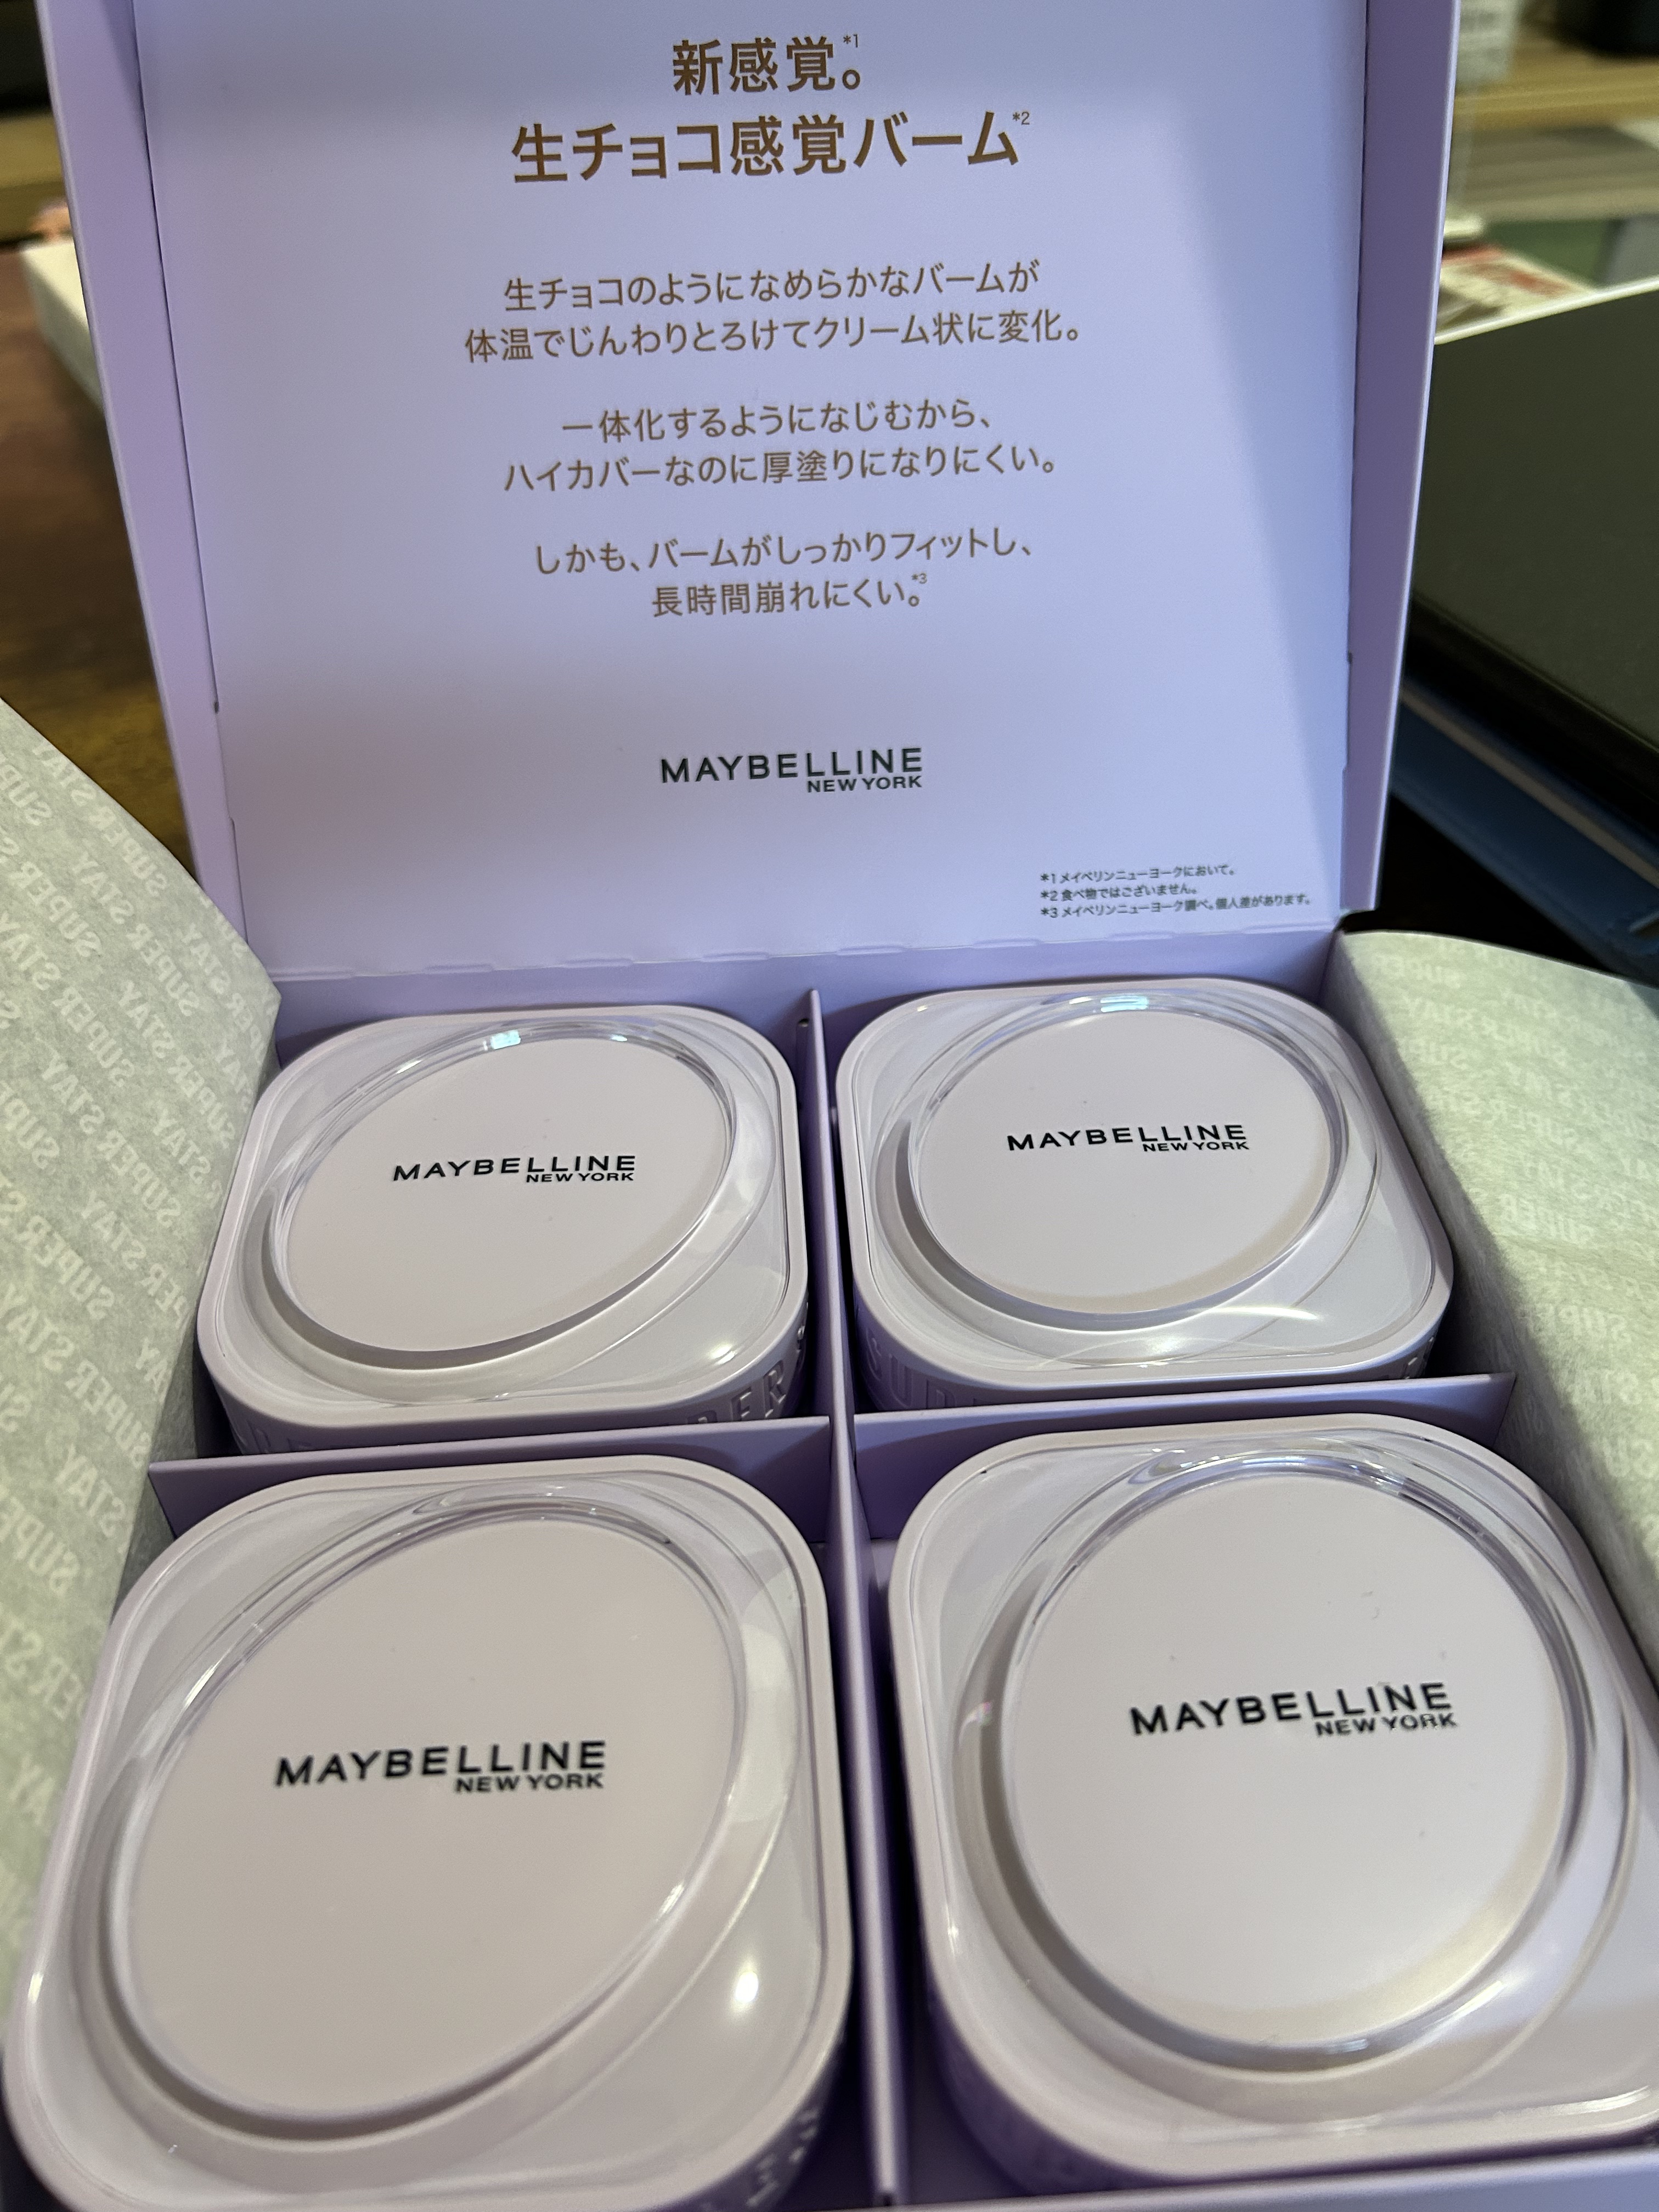 新感覚。*1
生チョコ感覚バーム*2
生チョコのようになめらかなバームが
体温でじんわりとろけてクリーム状に変化。
一体化するようになじむから、
ハイカバーなのに厚塗りになりにくい。
しかも、バームがしっかりフィットし、
長時間崩れにくい。*3
MAYBELLINE
NEW YORK
*1 メイベリンニューヨークにおいて。
*2 食べ物ではございません。
*3 メイベリンニューヨーク調べ。個人差があります。
MAYBELLINE
NEW YORK
MAYBELLINE
NEW YORK
MAYBELLINE
NEW YORK
MAYBELLINE
NEW YORK
SUPER STAY
SUPER STAY
SUPER STAY
SUPER STAY